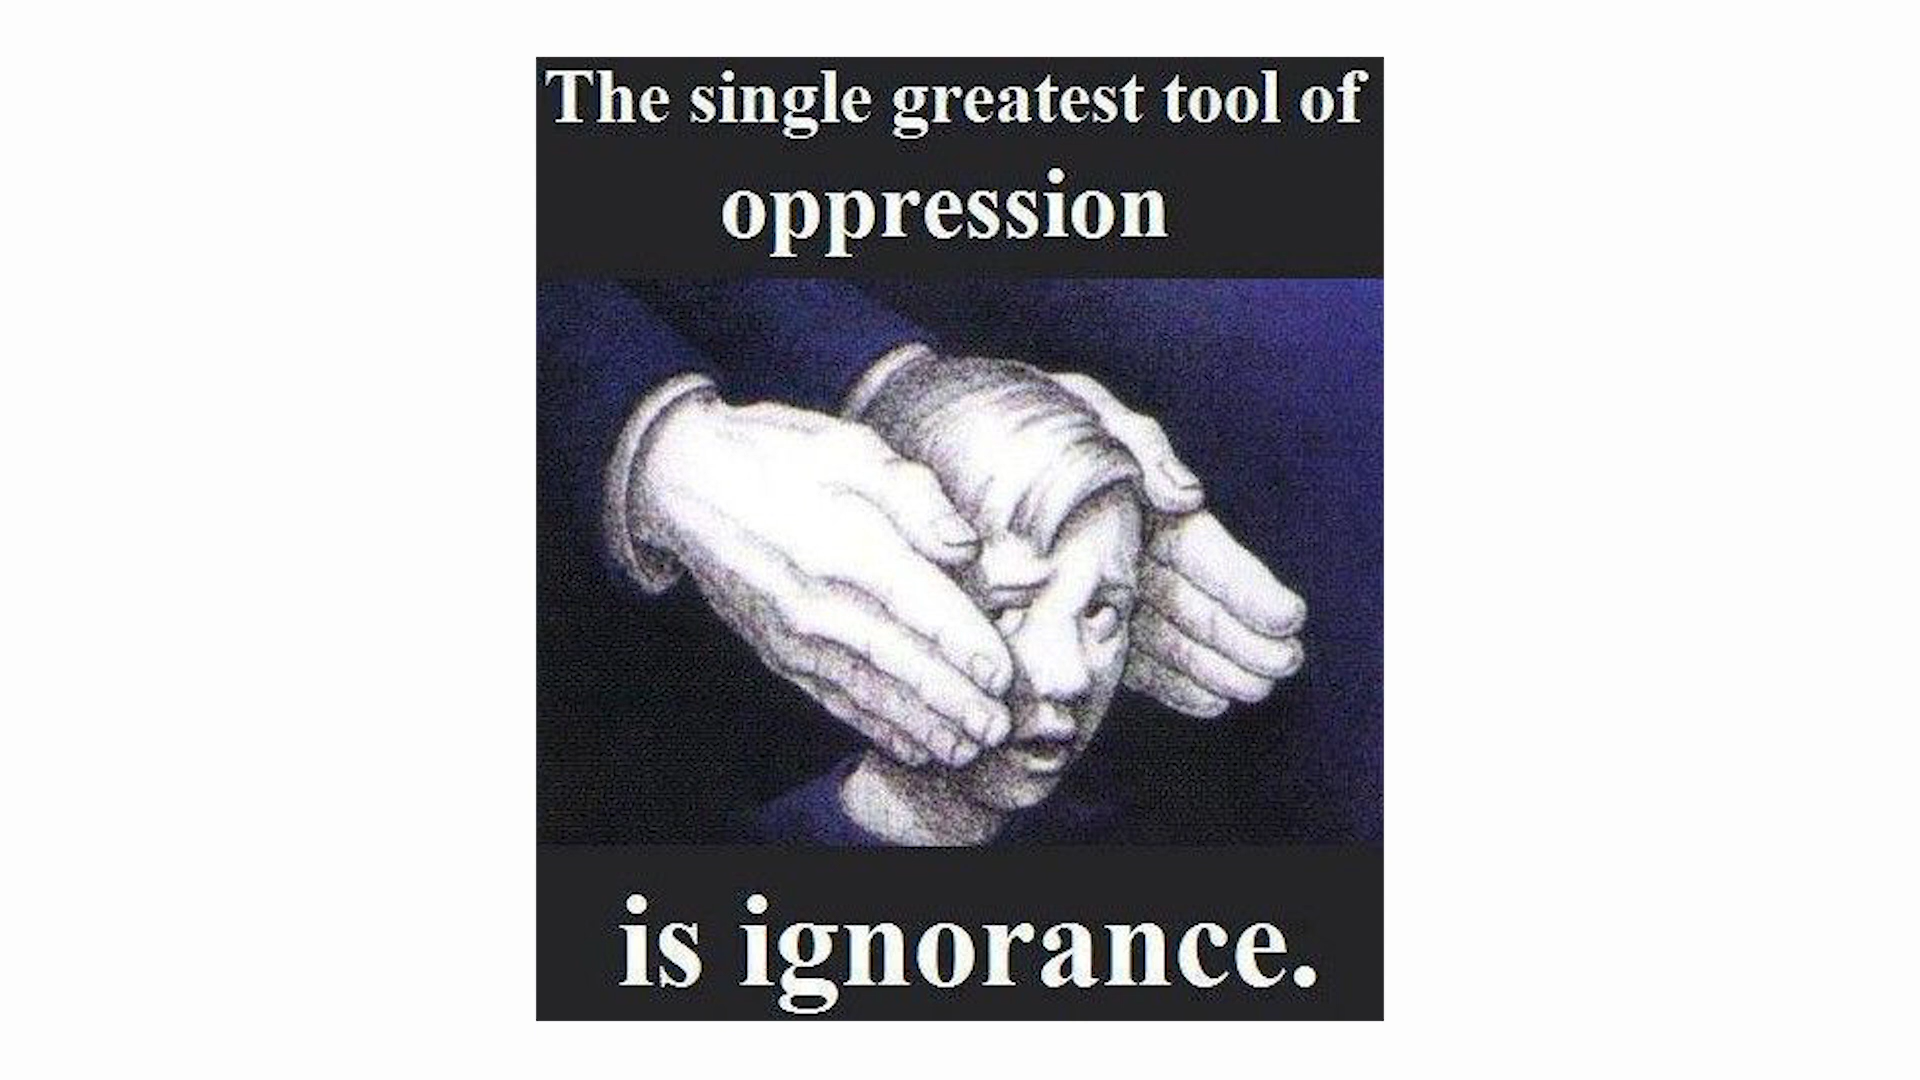 The single greatest tool of
oppression
is ignorance.